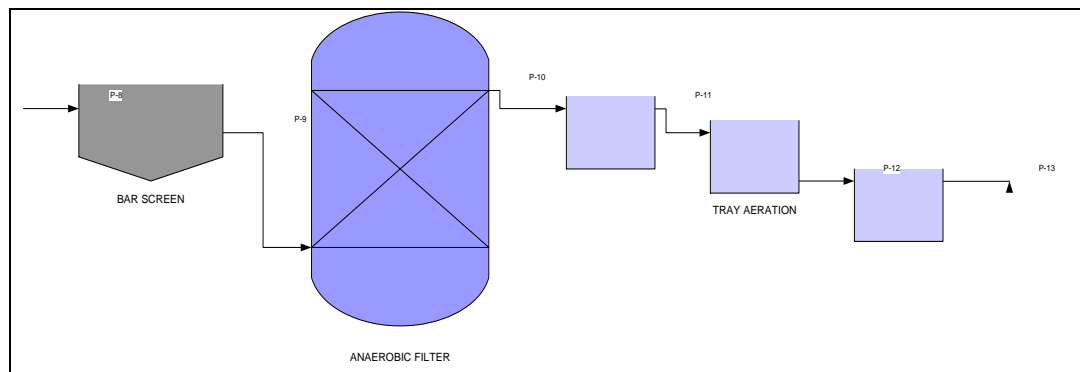 P-8
P-9
P-10
P-11
P-12
P-13
BAR SCREEN
TRAY AERATION
ANAEROBIC FILTER